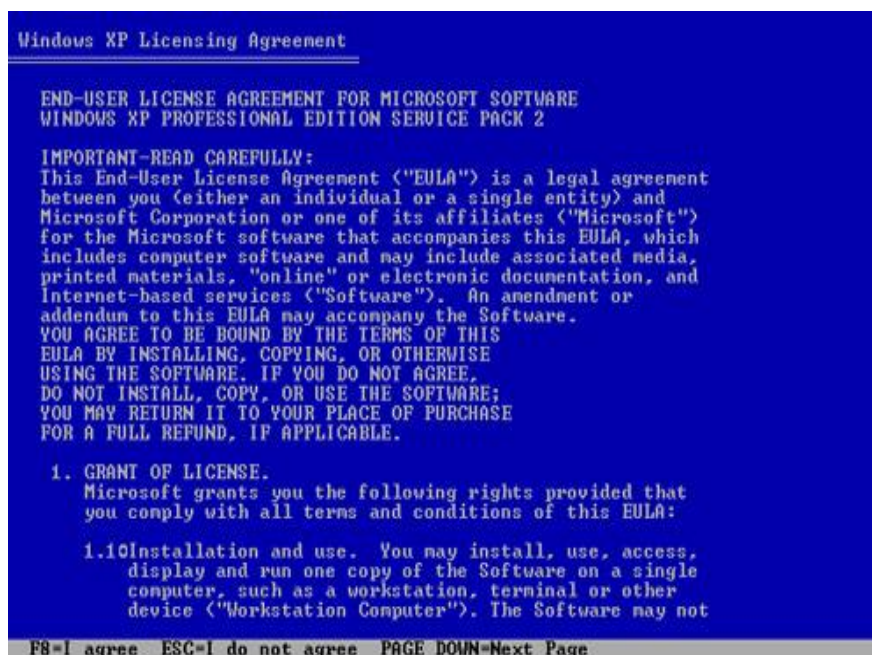 Windows XP Licensing Agreement
END-USER LICENSE AGREEMENT FOR MICROSOFT SOFTWARE
WINDOWS XP PROFESSIONAL EDITION SERVICE PACK 2
IMPORTANT-READ CAREFULLY:
This End-User License Agreement ("EULA") is a legal agreement
between you (either an individual or a single entity) and
Microsoft Corporation or one of its affiliates ("Microsoft")
for the Microsoft software that accompanies this EULA, which
includes computer software and may include associated media,
printed materials, "online" or electronic documentation, and
Internet-based services ("Software").  An amendment or
addendum to this EULA may accompany the Software.
YOU AGREE TO BE BOUND BY THE TERMS OF THIS
EULA BY INSTALLING, COPYING, OR OTHERWISE
USING THE SOFTWARE. IF YOU DO NOT AGREE,
DO NOT INSTALL, COPY, OR USE THE SOFTWARE;
YOU MAY RETURN IT TO YOUR PLACE OF PURCHASE
FOR A FULL REFUND, IF APPLICABLE.
1. GRANT OF LICENSE.
Microsoft grants you the following rights provided that
you comply with all terms and conditions of this EULA:
1.1○Installation and use.  You may install, use, access,
display and run one copy of the Software on a single
computer, such as a workstation, terminal or other
device ("Workstation Computer"). The Software may not
F8=I agree  ESC=I do not agree  PAGE DOWN=Next Page